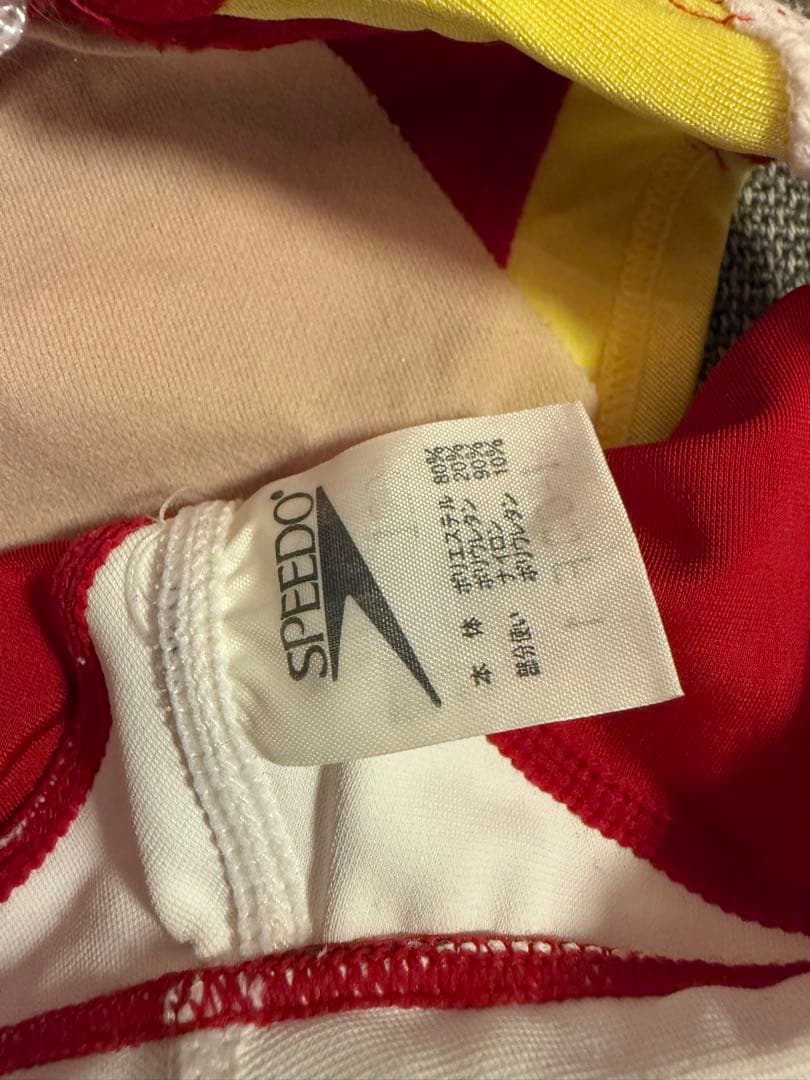 SPEEDO®
本 体 ポリエステル 80%
ポリウレタン 20%
部分使い ナイロン 90%
ポリウレタン 10%